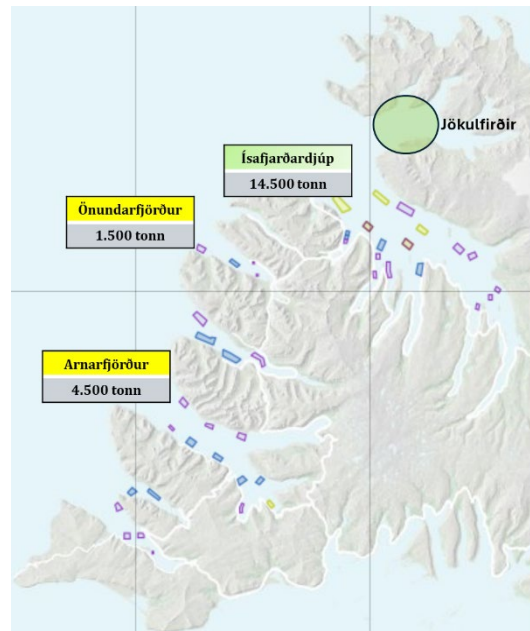 Jökulfirðir
Ísafjarðardjúp
14.500 tonn
Önundarfjörður
1.500 tonn
Arnarfjörður
4.500 tonn